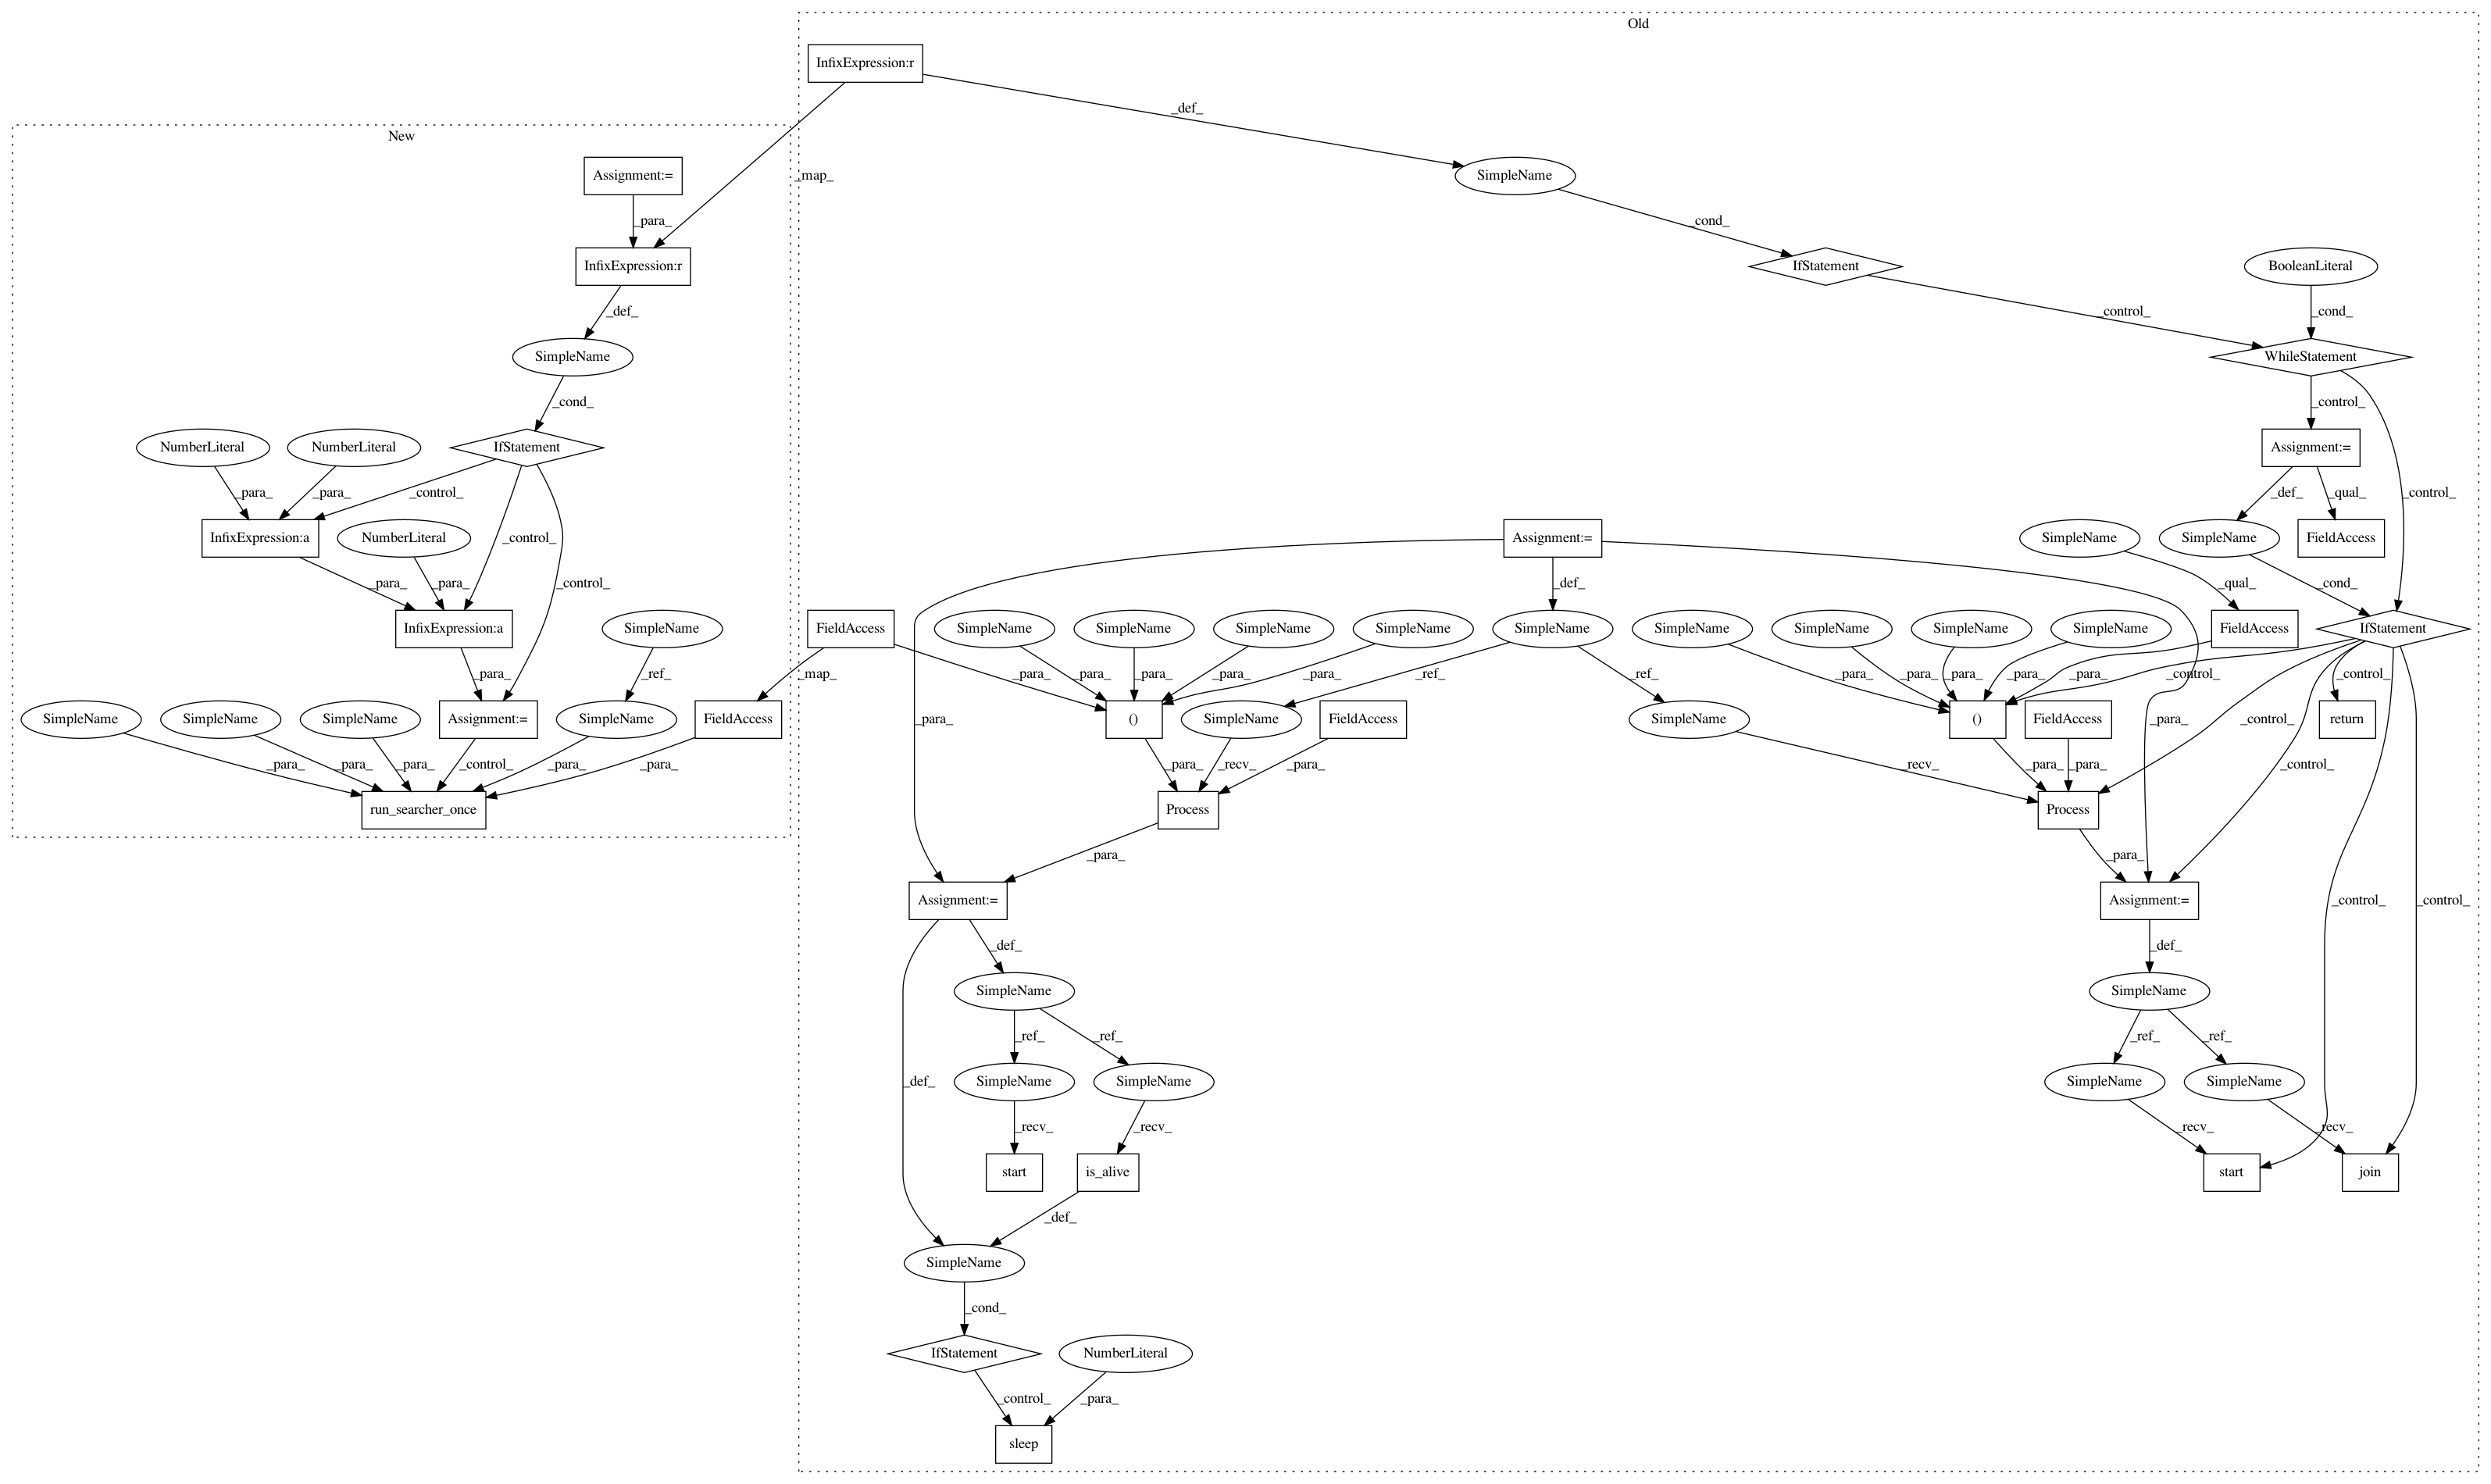 Old
InfixExpression:r
_def_
New
Assignment:=
_map_
SimpleName
_para_
_cond_
InfixExpression:r
IfStatement
BooleanLiteral
_def_
_control_
_cond_
SimpleName
WhileStatement
_cond_
_control_
NumberLiteral
NumberLiteral
IfStatement
Assignment:=
_para_
_para_
_control_
_def_
_qual_
_control_
InfixExpression:a
NumberLiteral
_control_
Assignment:=
SimpleName
SimpleName
FieldAccess
_para_
_para_
_control_
_def_
_qual_
_cond_
InfixExpression:a
SimpleName
FieldAccess
SimpleName
SimpleName
SimpleName
SimpleName
SimpleName
SimpleName
SimpleName
SimpleName
SimpleName
FieldAccess
IfStatement
_para_
_ref_
_map_
_para_
_para_
_para_
_para_
_para_
_ref_
_ref_
_para_
_para_
_para_
_para_
_para_
_control_
_control_
SimpleName
SimpleName
SimpleName
Assignment:=
SimpleName
FieldAccess
()
SimpleName
FieldAccess
SimpleName
()
FieldAccess
return
_para_
_para_
_para_
_control_
_para_
_para_
_para_
_para_
_recv_
_para_
_recv_
_para_
_para_
_para_
_control_
_control_
run_searcher_once
Process
Process
_para_
_para_
Assignment:=
Assignment:=
_control_
_control_
_def_
_def_
SimpleName
SimpleName
_ref_
_ref_
_ref_
_ref_
_def_
SimpleName
SimpleName
SimpleName
SimpleName
_recv_
_recv_
_recv_
_recv_
start
is_alive
start
join
_def_
SimpleName
_cond_
IfStatement
NumberLiteral
_control_
_para_
sleep